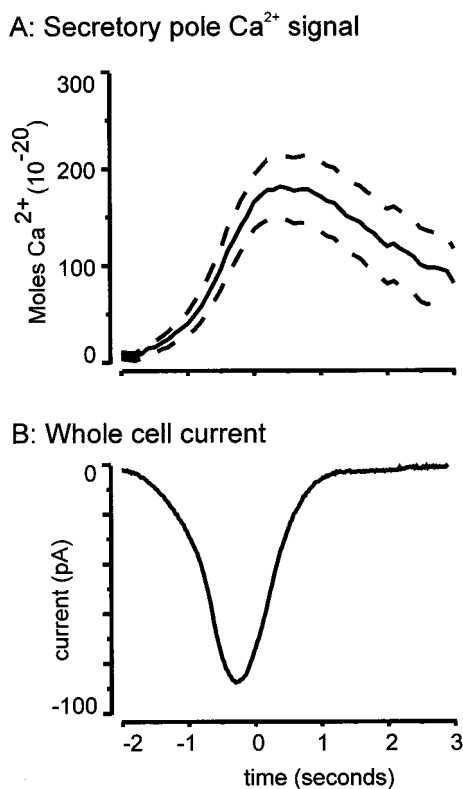 A: Secretory pole Ca²⁺ signal
300
200
100
0
Moles Ca²⁺ (10⁻²⁰)
B: Whole cell current
0
-100
current (pA)
-2 -1 0 1 2 3
time (seconds)